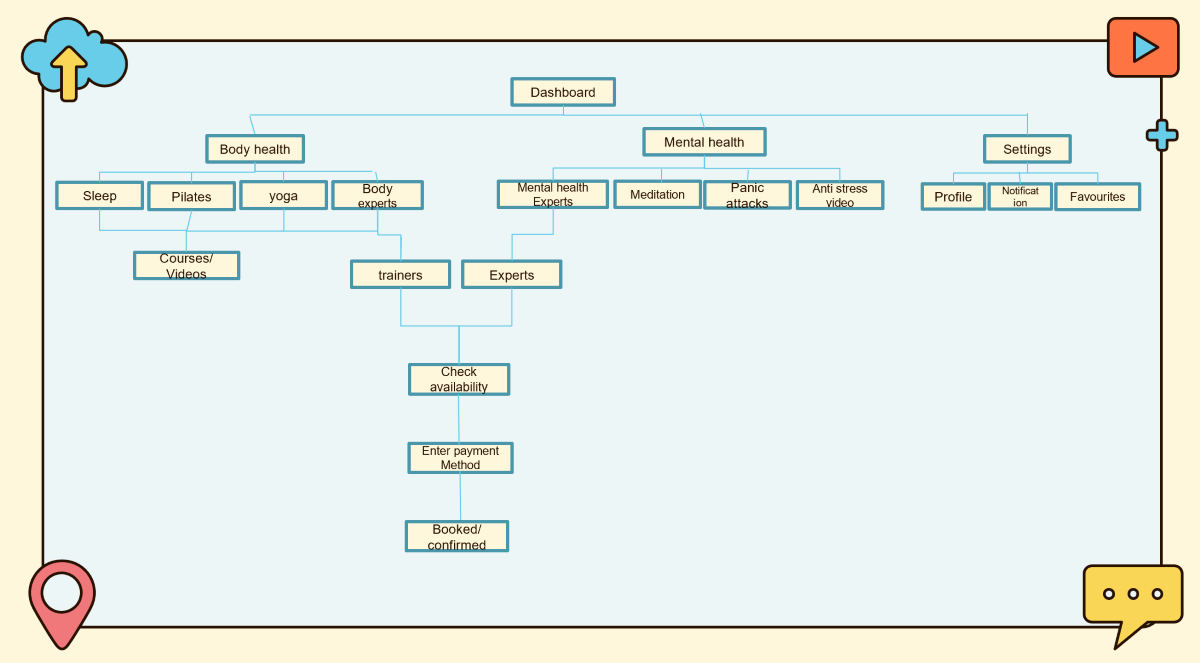 Dashboard
Body health
Mental health
Settings
Sleep
Pilates
yoga
Body
experts
Mental health
Experts
Meditation
Panic
attacks
Anti stress
video
Profile
Notificat
ion
Favourites
Courses/
Videos
trainers
Experts
Check
availability
Enter payment
Method
Booked/
confirmed